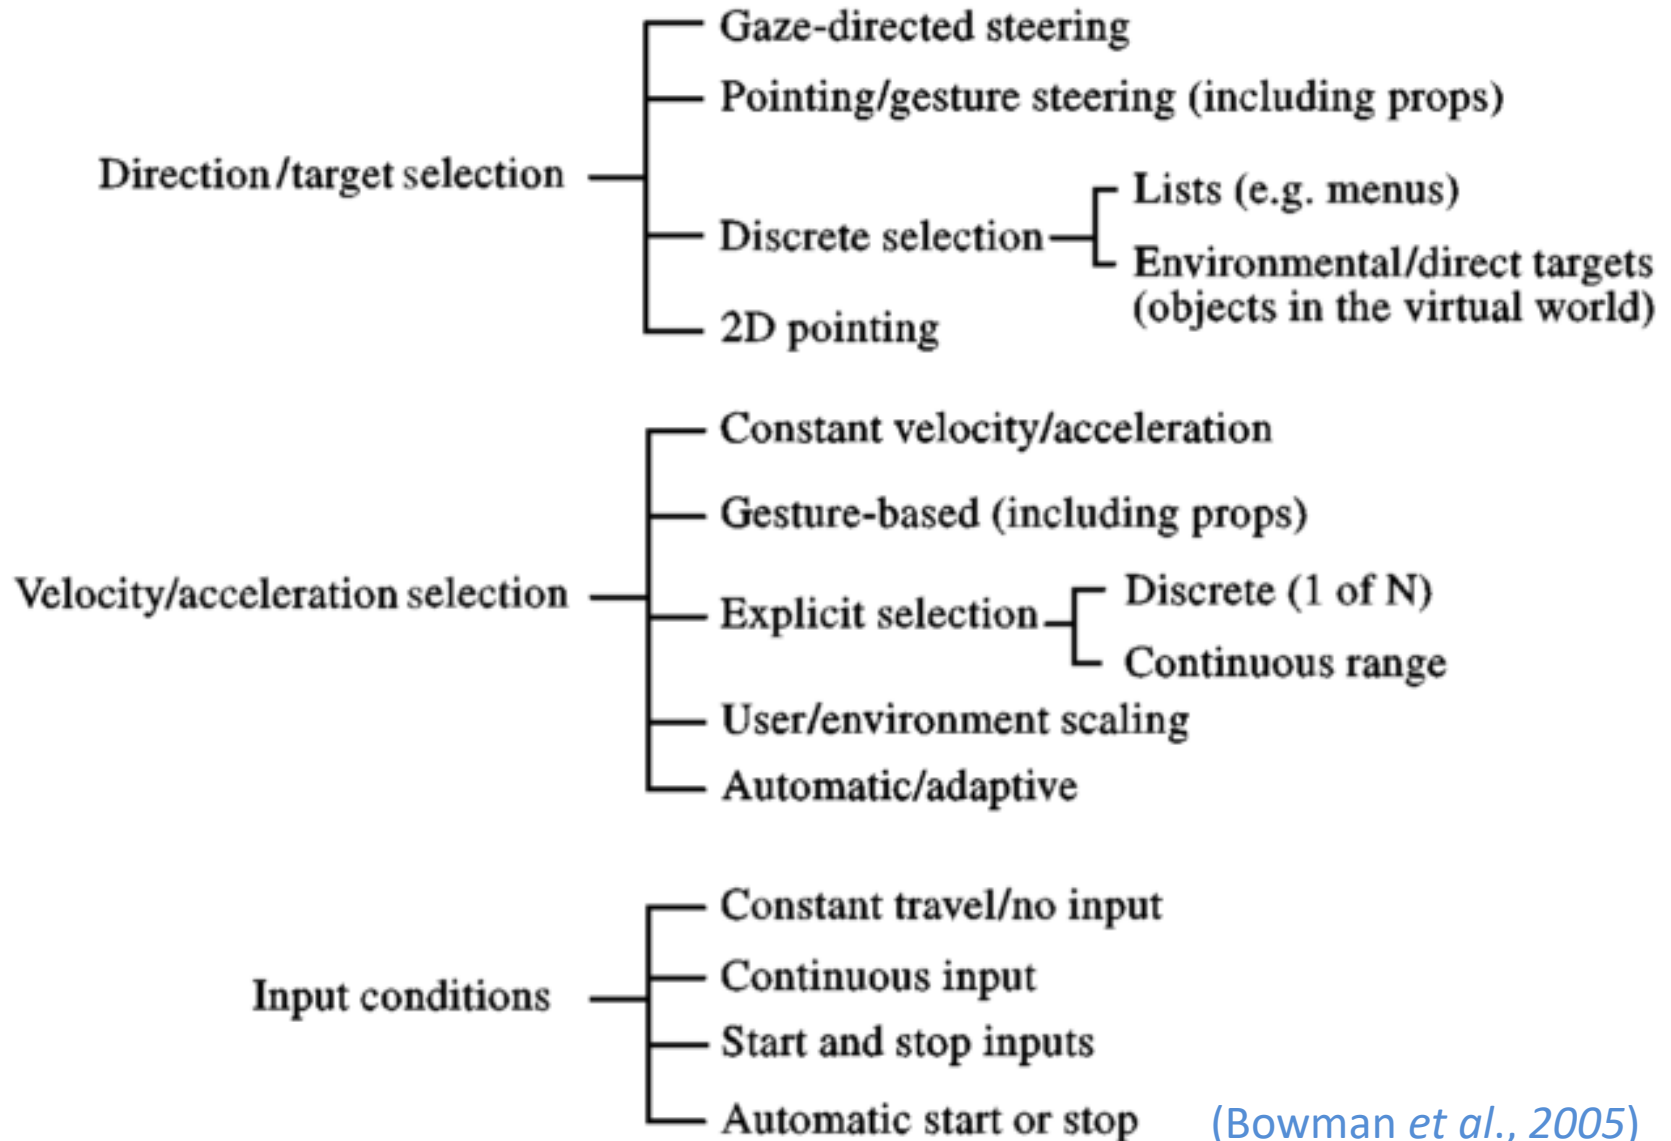 Direction/target selection
Gaze-directed steering
Pointing/gesture steering (including props)
Discrete selection
Lists (e.g. menus)
Environmental/direct targets
(objects in the virtual world)
2D pointing
Velocity/acceleration selection
Constant velocity/acceleration
Gesture-based (including props)
Explicit selection
Discrete (1 of N)
Continuous range
User/environment scaling
Automatic/adaptive
Input conditions
Constant travel/no input
Continuous input
Start and stop inputs
Automatic start or stop
(Bowman et al., 2005)